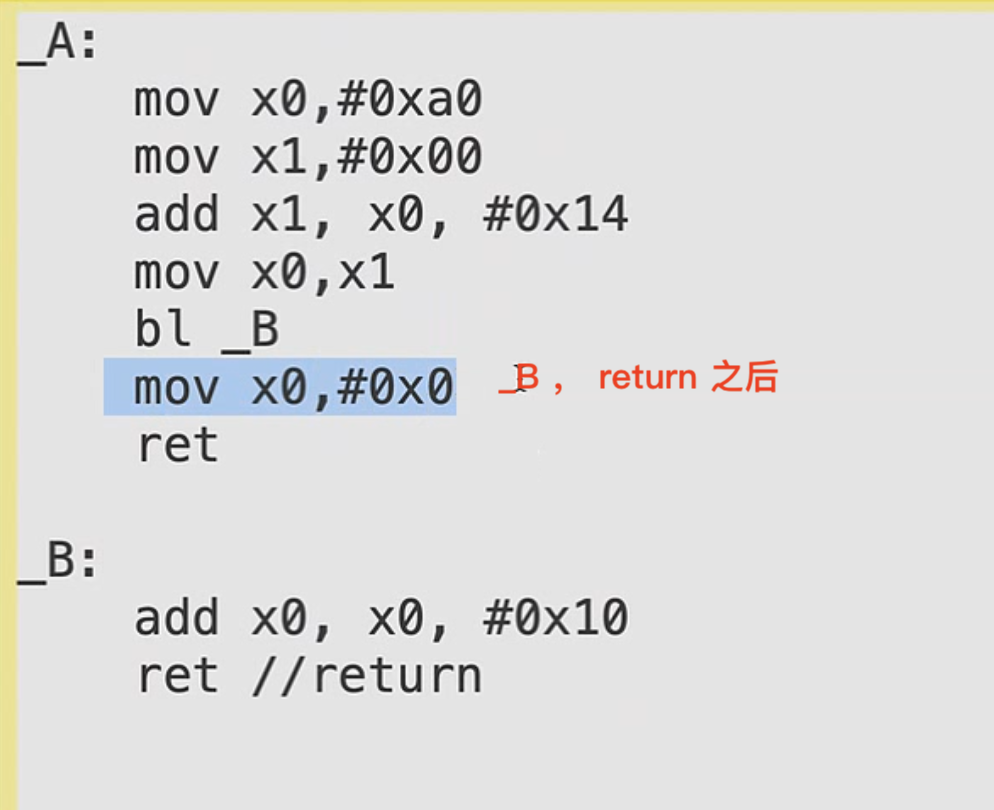 _A:
mov x0,#0xa0
mov x1,#0x00
add x1, x0, #0x14
mov x0,x1
bl _B
mov x0,#0x0 _B ， return 之后
ret
_B:
add x0, x0, #0x10
ret //return